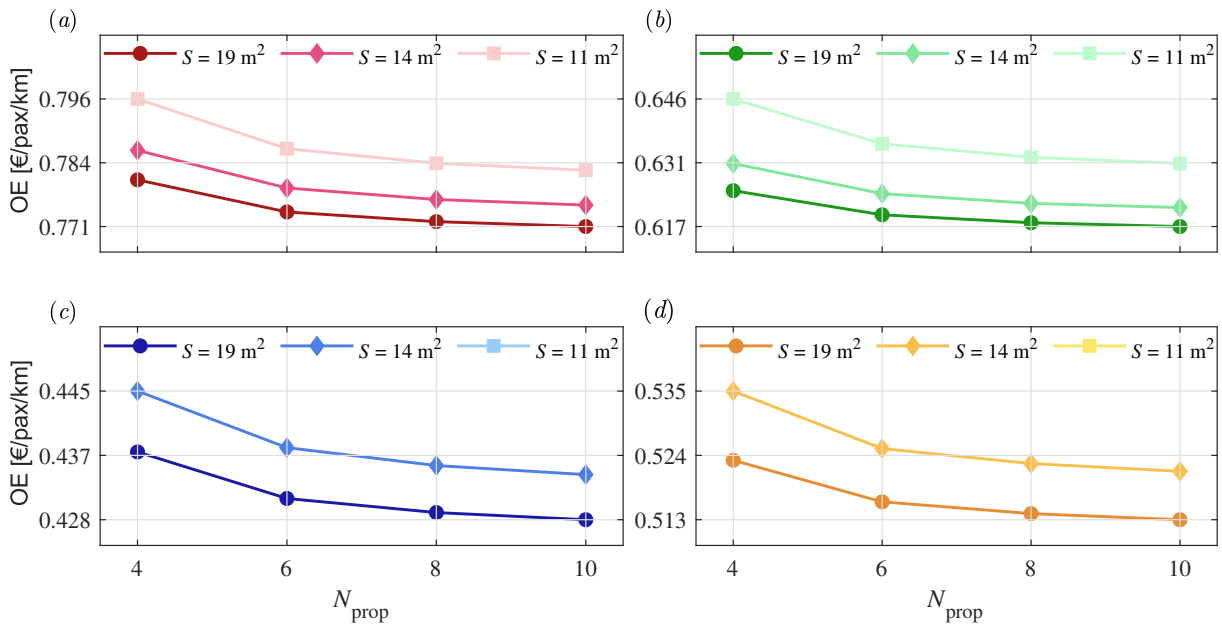 (a)
S = 19 m² S = 14 m² S = 11 m²
OE [€/pax/km]
0.796
0.784
0.771
(b)
S = 19 m² S = 14 m² S = 11 m²
0.646
0.631
0.617
(c)
S = 19 m² S = 14 m² S = 11 m²
OE [€/pax/km]
0.445
0.437
0.428
4 6 8 10
N_prop
(d)
S = 19 m² S = 14 m² S = 11 m²
0.535
0.524
0.513
4 6 8 10
N_prop